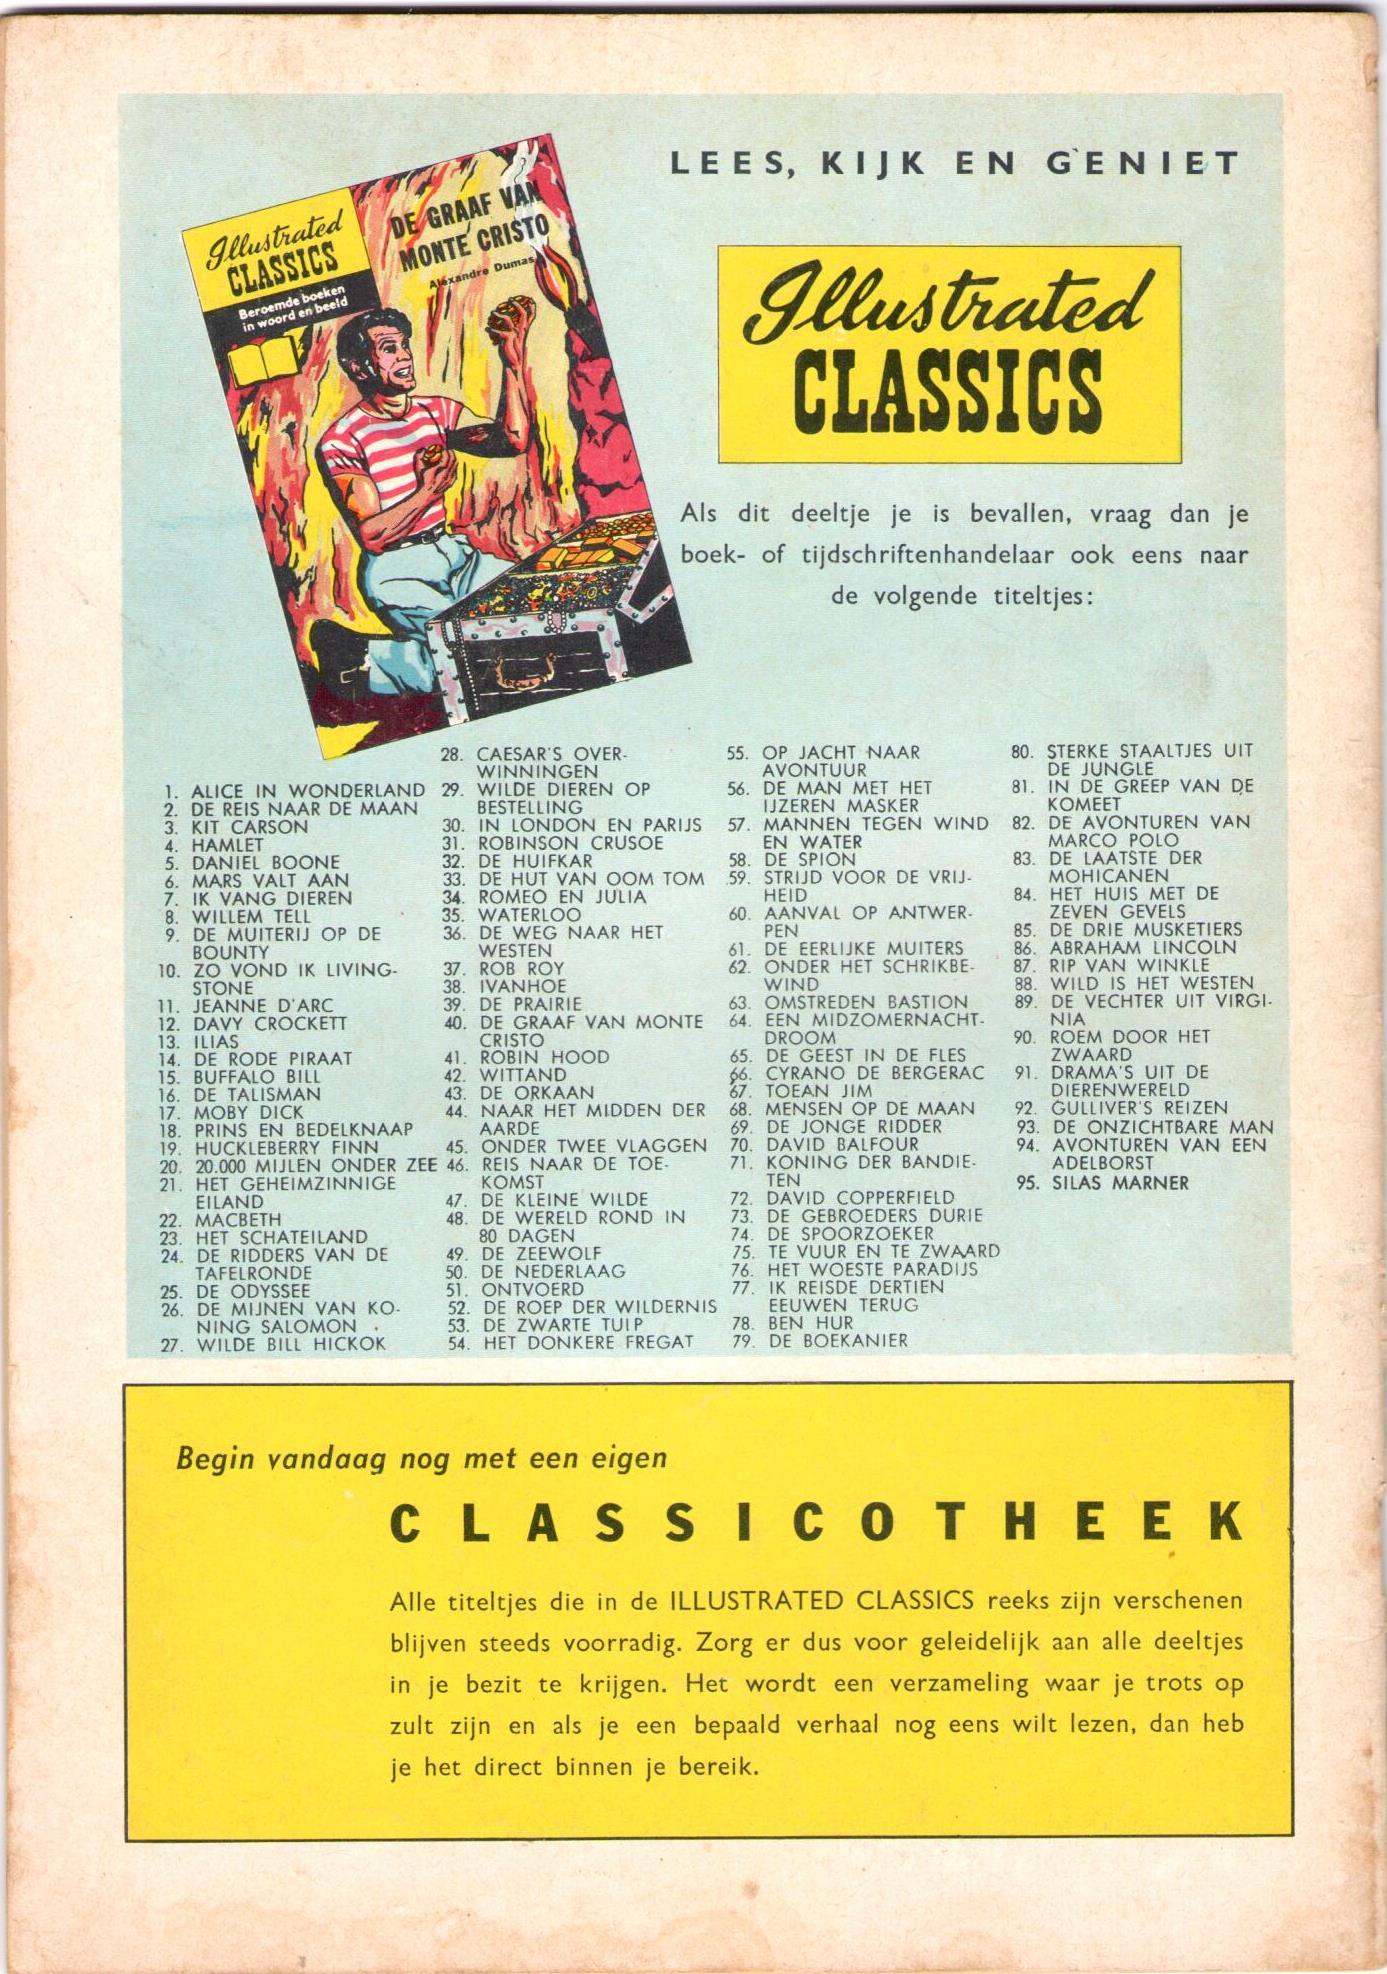 LEES, KIJK EN GENIET
Illustrated
CLASSICS
Beroemde boeken
in woord en beeld
DE GRAAF VAN
MONTE CRISTO
Alexandre Dumas
Illustrated
CLASSICS
Als dit deeltje je is bevallen, vraag dan je
boek- of tijdschriftenhandelaar ook eens naar
de volgende titeltjes:
1. ALICE IN WONDERLAND
2. DE REIS NAAR DE MAAN
3. KIT CARSON
4. HAMLET
5. DANIEL BOONE
6. MARS VALT AAN
7. IK VANG DIEREN
8. WILLEM TELL
9. DE MUITERIJ OP DE
BOUNTY
10. ZO VOND IK LIVING-
STONE
11. JEANNE D'ARC
12. DAVY CROCKETT
13. ILIAS
14. DE RODE PIRAAT
15. BUFFALO BILL
16. DE TALISMAN
17. MOBY DICK
18. PRINS EN BEDELKNAAP
19. HUCKLEBERRY FINN
20. 20.000 MIJLEN ONDER ZEE
21. HET GEHEIMZINNIGE
EILAND
22. MACBETH
23. HET SCHATEILAND
24. DE RIDDERS VAN DE
TAFELRONDE
25. DE ODYSSEE
26. DE MIJNEN VAN KO-
NING SALOMON
27. WILDE BILL HICKOK
28. CAESAR'S OVER-
WINNINGEN
29. WILDE DIEREN OP
BESTELLING
30. IN LONDON EN PARIJS
31. ROBINSON CRUSOE
32. DE HUIFKAR
33. DE HUT VAN OOM TOM
34. ROMEO EN JULIA
35. WATERLOO
36. DE WEG NAAR HET
WESTEN
37. ROB ROY
38. IVANHOE
39. DE PRAIRIE
40. DE GRAAF VAN MONTE
CRISTO
41. ROBIN HOOD
42. WITTAND
43. DE ORKAAN
44. NAAR HET MIDDEN DER
AARDE
45. ONDER TWEE VLAGGEN
46. REIS NAAR DE TOE-
KOMST
47. DE KLEINE WILDE
48. DE WERELD ROND IN
80 DAGEN
49. DE ZEEWOLF
50. DE NEDERLAAG
51. ONTVOERD
52. DE ROEP DER WILDERNIS
53. DE ZWARTE TULP
54. HET DONKERE FREGAT
55. OP JACHT NAAR
AVONTUUR
56. DE MAN MET HET
IJZEREN MASKER
57. MANNEN TEGEN WIND
EN WATER
58. DE SPION
59. STRIJD VOOR DE VRIJ-
HEID
60. AANVAL OP ANTWER-
PEN
61. DE EERLIJKE MUITERS
62. ONDER HET SCHRIKBE-
WIND
63. OMSTREDEN BASTION
64. EEN MIDZOMERNACHT-
DROOM
65. DE GEEST IN DE FLES
66. CYRANO DE BERGERAC
67. TOEAN JIM
68. MENSEN OP DE MAAN
69. DE JONGE RIDDER
70. DAVID BALFOUR
71. KONING DER BANDIE-
TEN
72. DAVID COPPERFIELD
73. DE GEBROEDERS DURIE
74. DE SPOORZOEKER
75. TE VUUR EN TE ZWAARD
76. HET WOESTE PARADIJS
77. IK REISDE DERTIEN
EEUWEN TERUG
78. BEN HUR
79. DE BOEKANIER
80. STERKE STAALTJES UIT
DE JUNGLE
81. IN DE GREEP VAN DE
KOMEET
82. DE AVONTUREN VAN
MARCO POLO
83. DE LAATSTE DER
MOHICANEN
84. HET HUIS MET DE
ZEVEN GEVELS
85. DE DRIE MUSKETIERS
86. ABRAHAM LINCOLN
87. RIP VAN WINKLE
88. WILD IS HET WESTEN
89. DE VECHTER UIT VIRGI-
NIA
90. ROEM DOOR HET
ZWAARD
91. DRAMA'S UIT DE
DIERENWERELD
92. GULLIVER'S REIZEN
93. DE ONZICHTBARE MAN
94. AVONTUREN VAN EEN
ADELBORST
95. SILAS MARNER
Begin vandaag nog met een eigen
CLASSICOTHEEK
Alle titeltjes die in de ILLUSTRATED CLASSICS reeks zijn verschenen
blijven steeds voorradig. Zorg er dus voor geleidelijk aan alle deeltjes
in je bezit te krijgen. Het wordt een verzameling waar je trots op
zult zijn en als je een bepaald verhaal nog eens wilt lezen, dan heb
je het direct binnen je bereik.